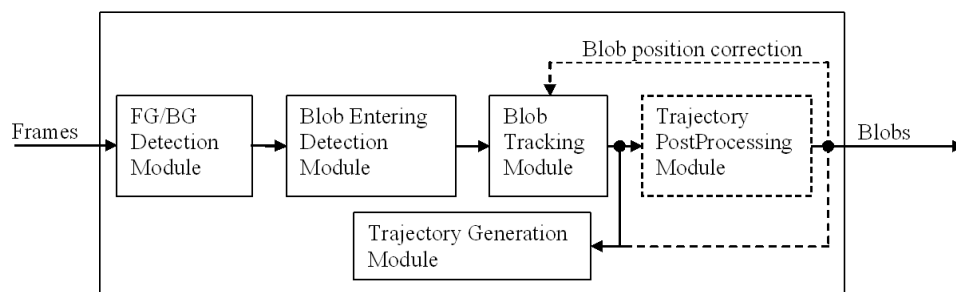 Blob position correction
Frames
FG/BG
Detection
Module
Blob Entering
Detection
Module
Blob
Tracking
Module
Trajectory
PostProcessing
Module
Blobs
Trajectory Generation
Module